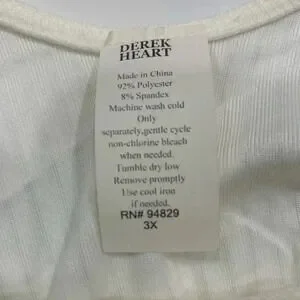 DEREK
HEART
Made in China
92% Polyester
8% Spandex
Machine wash cold
Only
separately,gentle cycle
non-chlorine bleach
when needed.
Tumble dry low
Remove promptly
Use cool iron
if needed.
RN# 94829
3X